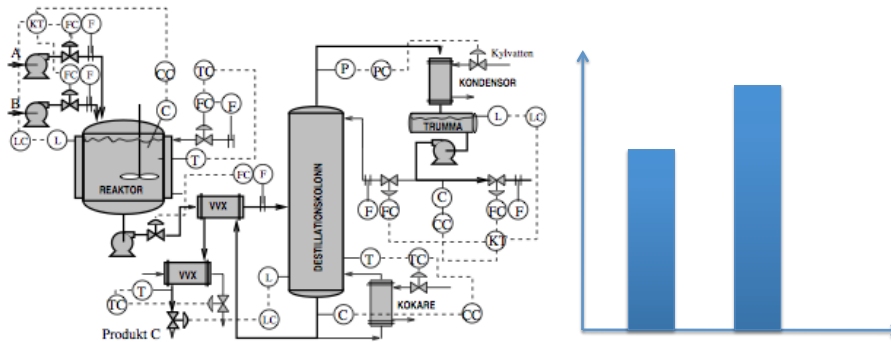 KT FC F
A
FC F
CC
TC
B
C
FC F
LC L
T
REAKTOR
FC F
VVX
VVX
T
TC
Produkt C
L
LC
DESTILLATIONSKOLONN
P PC
Kylvatten
KONDENSOR
TRUMMA
L LC
F FC
C
CC
FC F
KT
T TC
C
KOKARE
CC